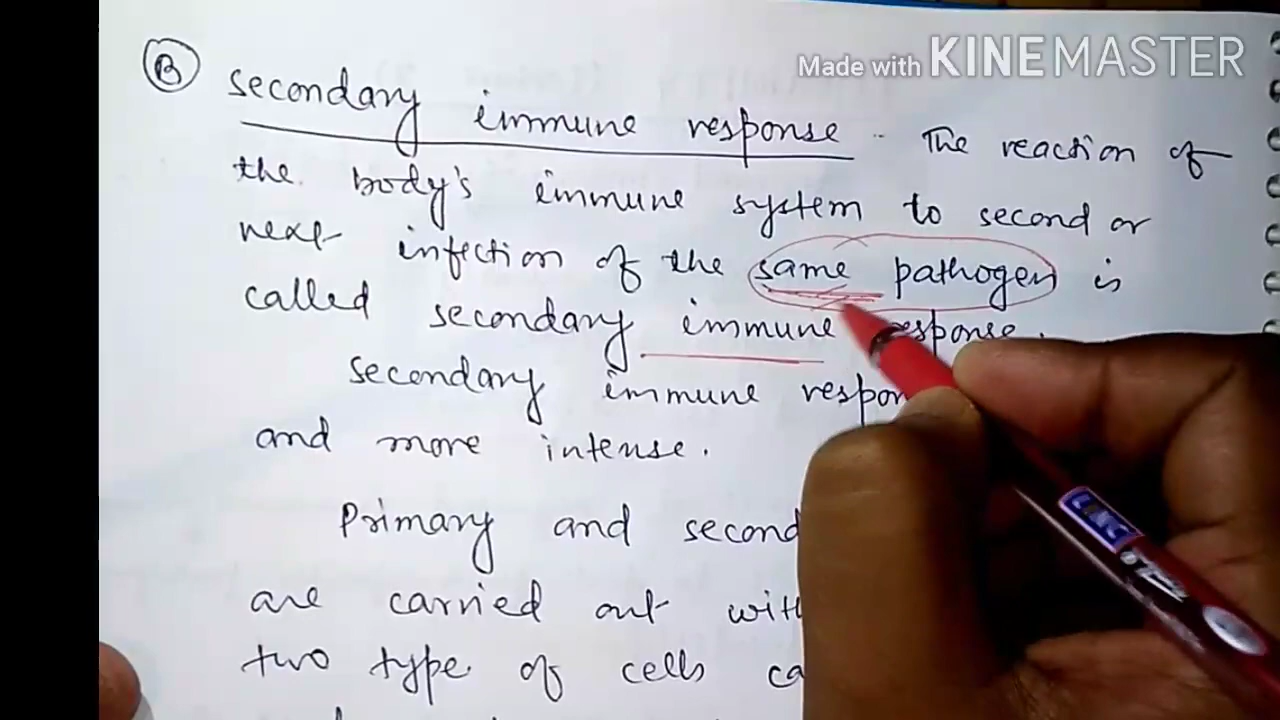 Made with KINEMASTER
B secondary immune response - The reaction of
the body's immune system to second or
next infection of the same pathogen is
called secondary immune response.
secondary immune respon
and more intense.
Primary and second
are carried out with
two type of cells ca